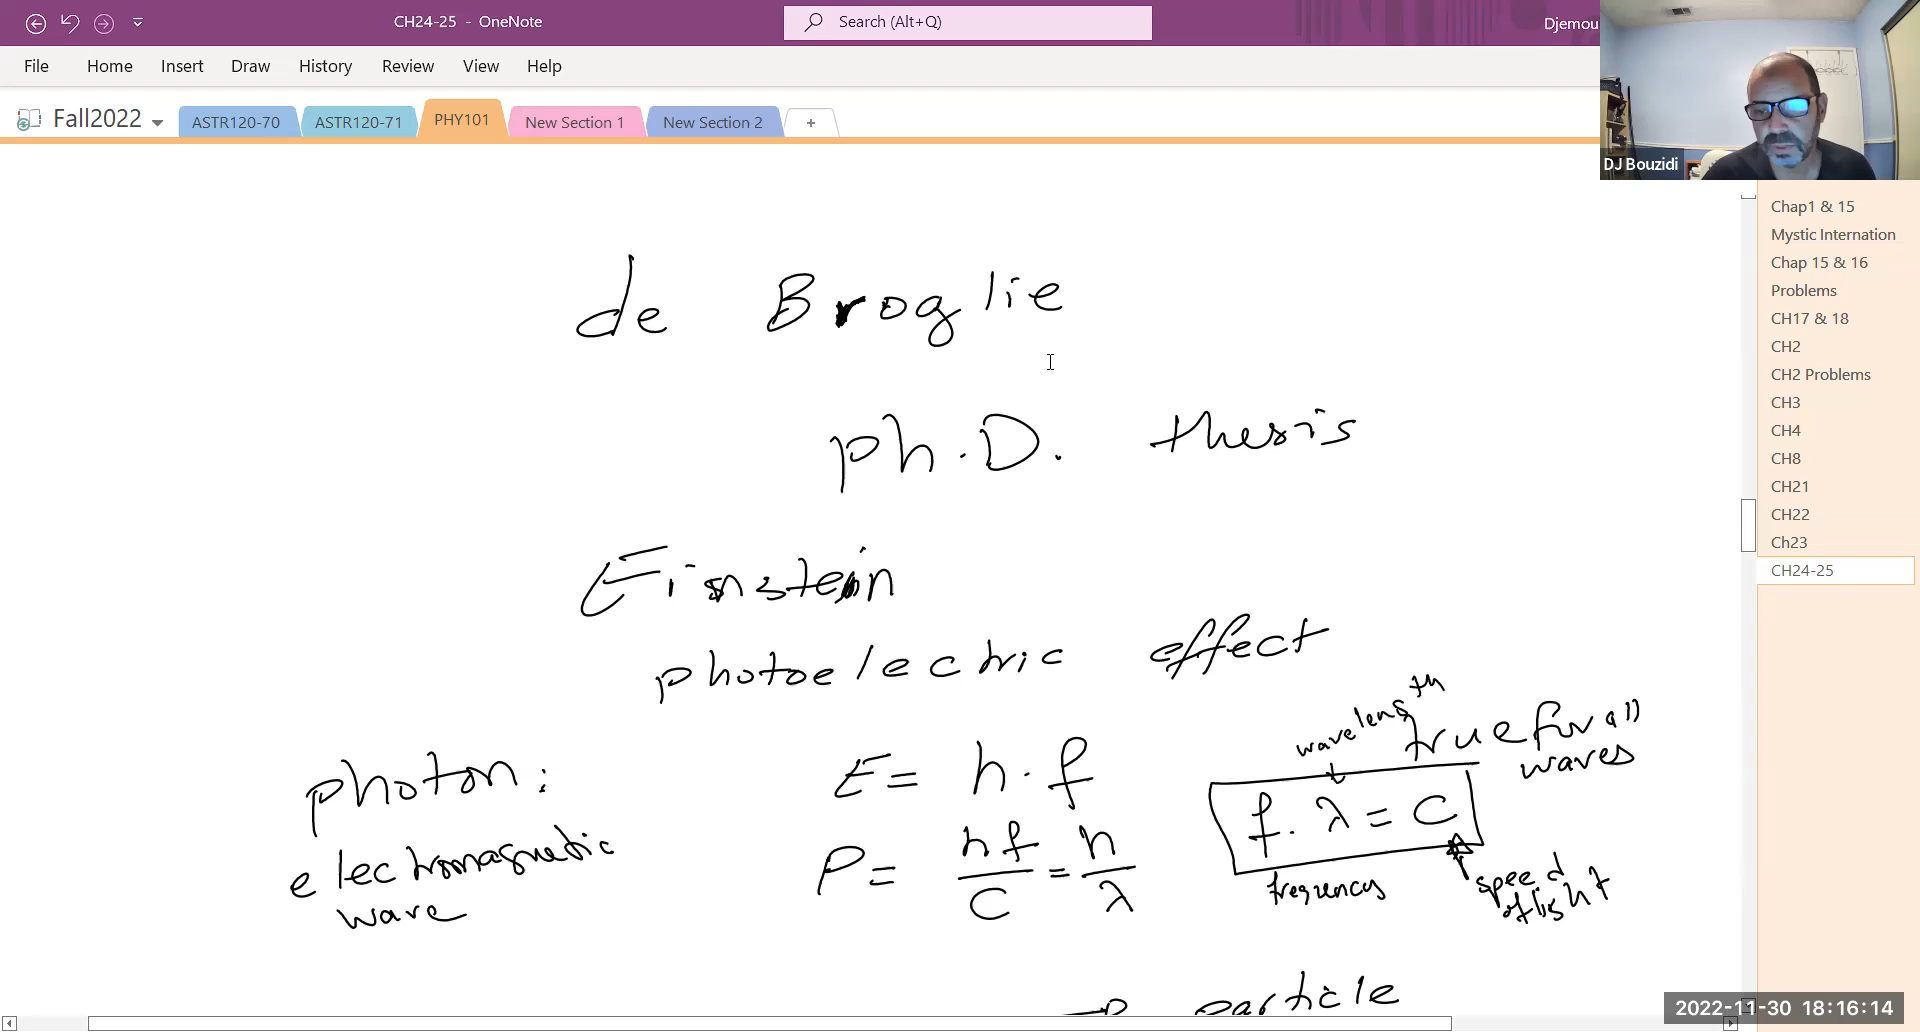 CH24-25 - OneNote
Search (Alt+Q)
Djemou
File Home Insert Draw History Review View Help
Fall2022 ASTR120-70 ASTR120-71 PHY101 New Section 1 New Section 2 +
DJ Bouzidi
Chap1 & 15
Mystic Internation
Chap 15 & 16
Problems
CH17 & 18
CH2
CH2 Problems
CH3
CH4
CH8
CH21
CH22
Ch23
CH24-25
de Broglie
ph.D. thesis
Einstein
photoelectric effect
wavelength
true for all
waves
photon:
electromagnetic
wave
E = h.f
P = hf/C = h/λ
f. λ = C
frequency
speed
of light
particle
2022-11-30 18:16:14